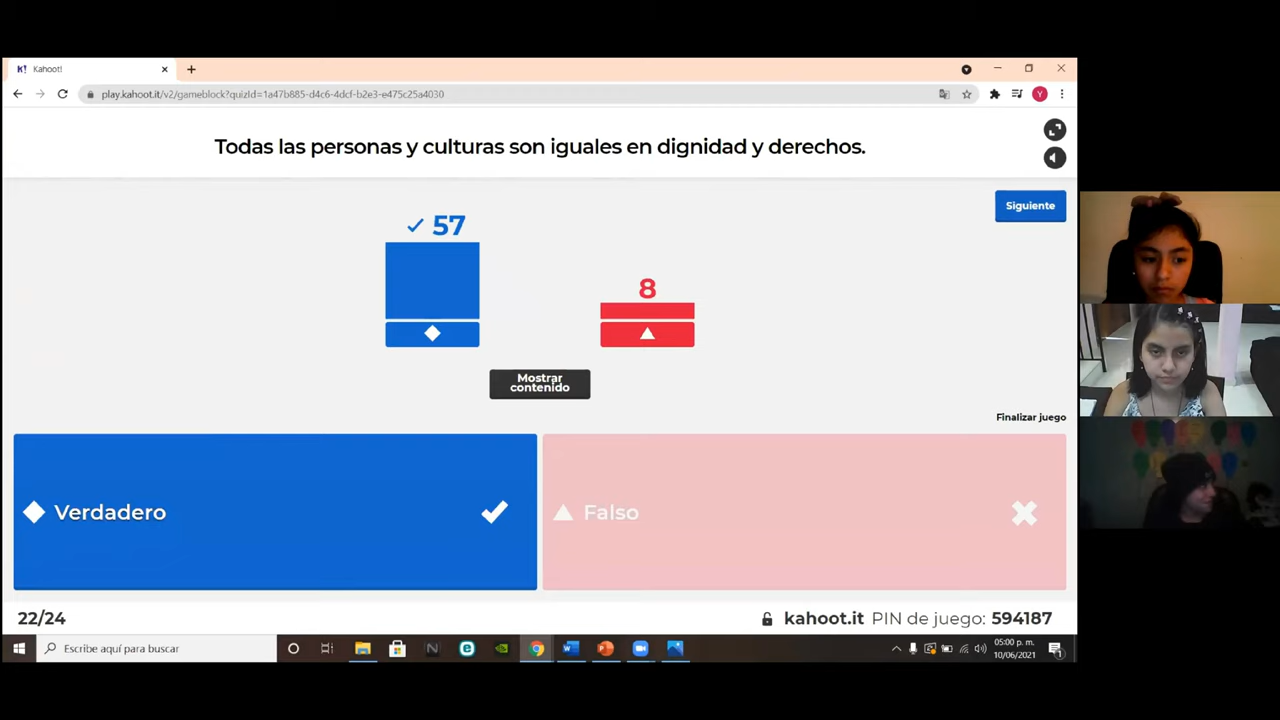 K! Kahoot!
play.kahoot.it/v2/gameblock?quizId=1a47b885-d4c6-4dcf-b2e3-e475c25a4030
Y
Todas las personas y culturas son iguales en dignidad y derechos.
Siguiente
57
8
Mostrar
contenido
Finalizar juego
Verdadero
Falso
22/24
kahoot.it PIN de juego: 594187
Escribe aquí para buscar
05:00 p. m.
10/06/2021